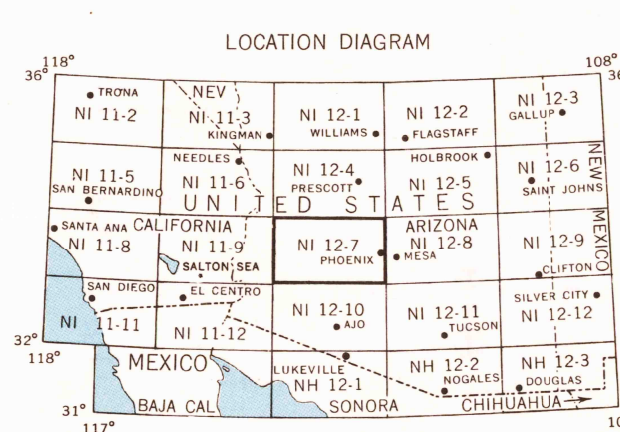 LOCATION DIAGRAM
118°
108°
36°
36
TRONA
NI 11-2
NEV
NI 11-3
KINGMAN
NI 12-1
WILLIAMS
NI 12-2
FLAGSTAFF
NI 12-3
GALLUP
NI 11-5
SAN BERNARDINO
NEEDLES
NI 11-6
NI 12-4
PRESCOTT
HOLBROOK
NI 12-5
NI 12-6
SAINT JOHNS
NEW MEXICO
UNITED STATES
SANTA ANA
CALIFORNIA
NI 11-8
NI 11-9
SALTON SEA
NI 12-7
PHOENIX
ARIZONA
NI 12-8
MESA
NI 12-9
CLIFTON
SAN DIEGO
NI 11-11
EL CENTRO
NI 11-12
NI 12-10
AJO
NI 12-11
TUCSON
SILVER CITY
NI 12-12
32°
118°
MEXICO
LUKEVILLE
NH 12-1
NH 12-2
NOGALES
NH 12-3
DOUGLAS
31°
BAJA CAL
SONORA
CHIHUAHUA
117°
10